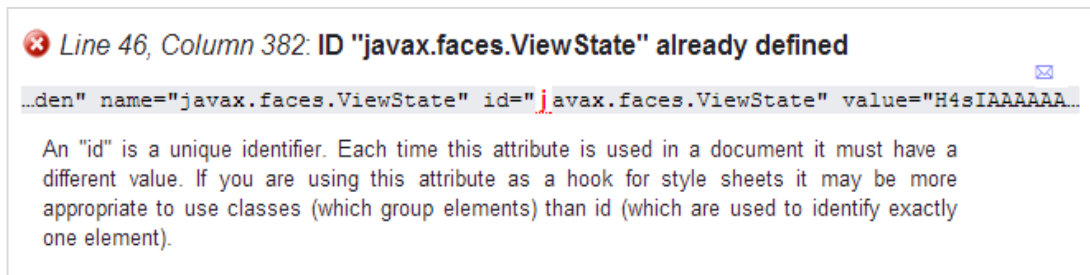 Line 46, Column 382: ID "javax.faces.ViewState" already defined
…den" name="javax.faces.ViewState" id="javax.faces.ViewState" value="H4sIAAAAAA…
An "id" is a unique identifier. Each time this attribute is used in a document it must have a
different value. If you are using this attribute as a hook for style sheets it may be more
appropriate to use classes (which group elements) than id (which are used to identify exactly
one element).